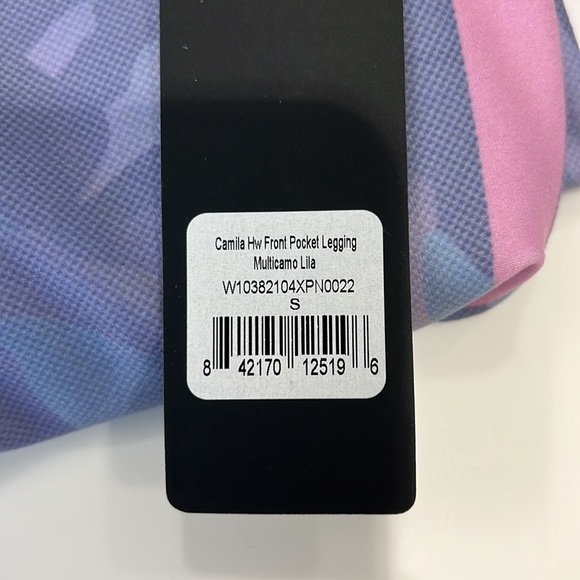 Camila Hw Front Pocket Legging
Multicamo Lila
W10382104XPN0022
S
8 42170 12519 6